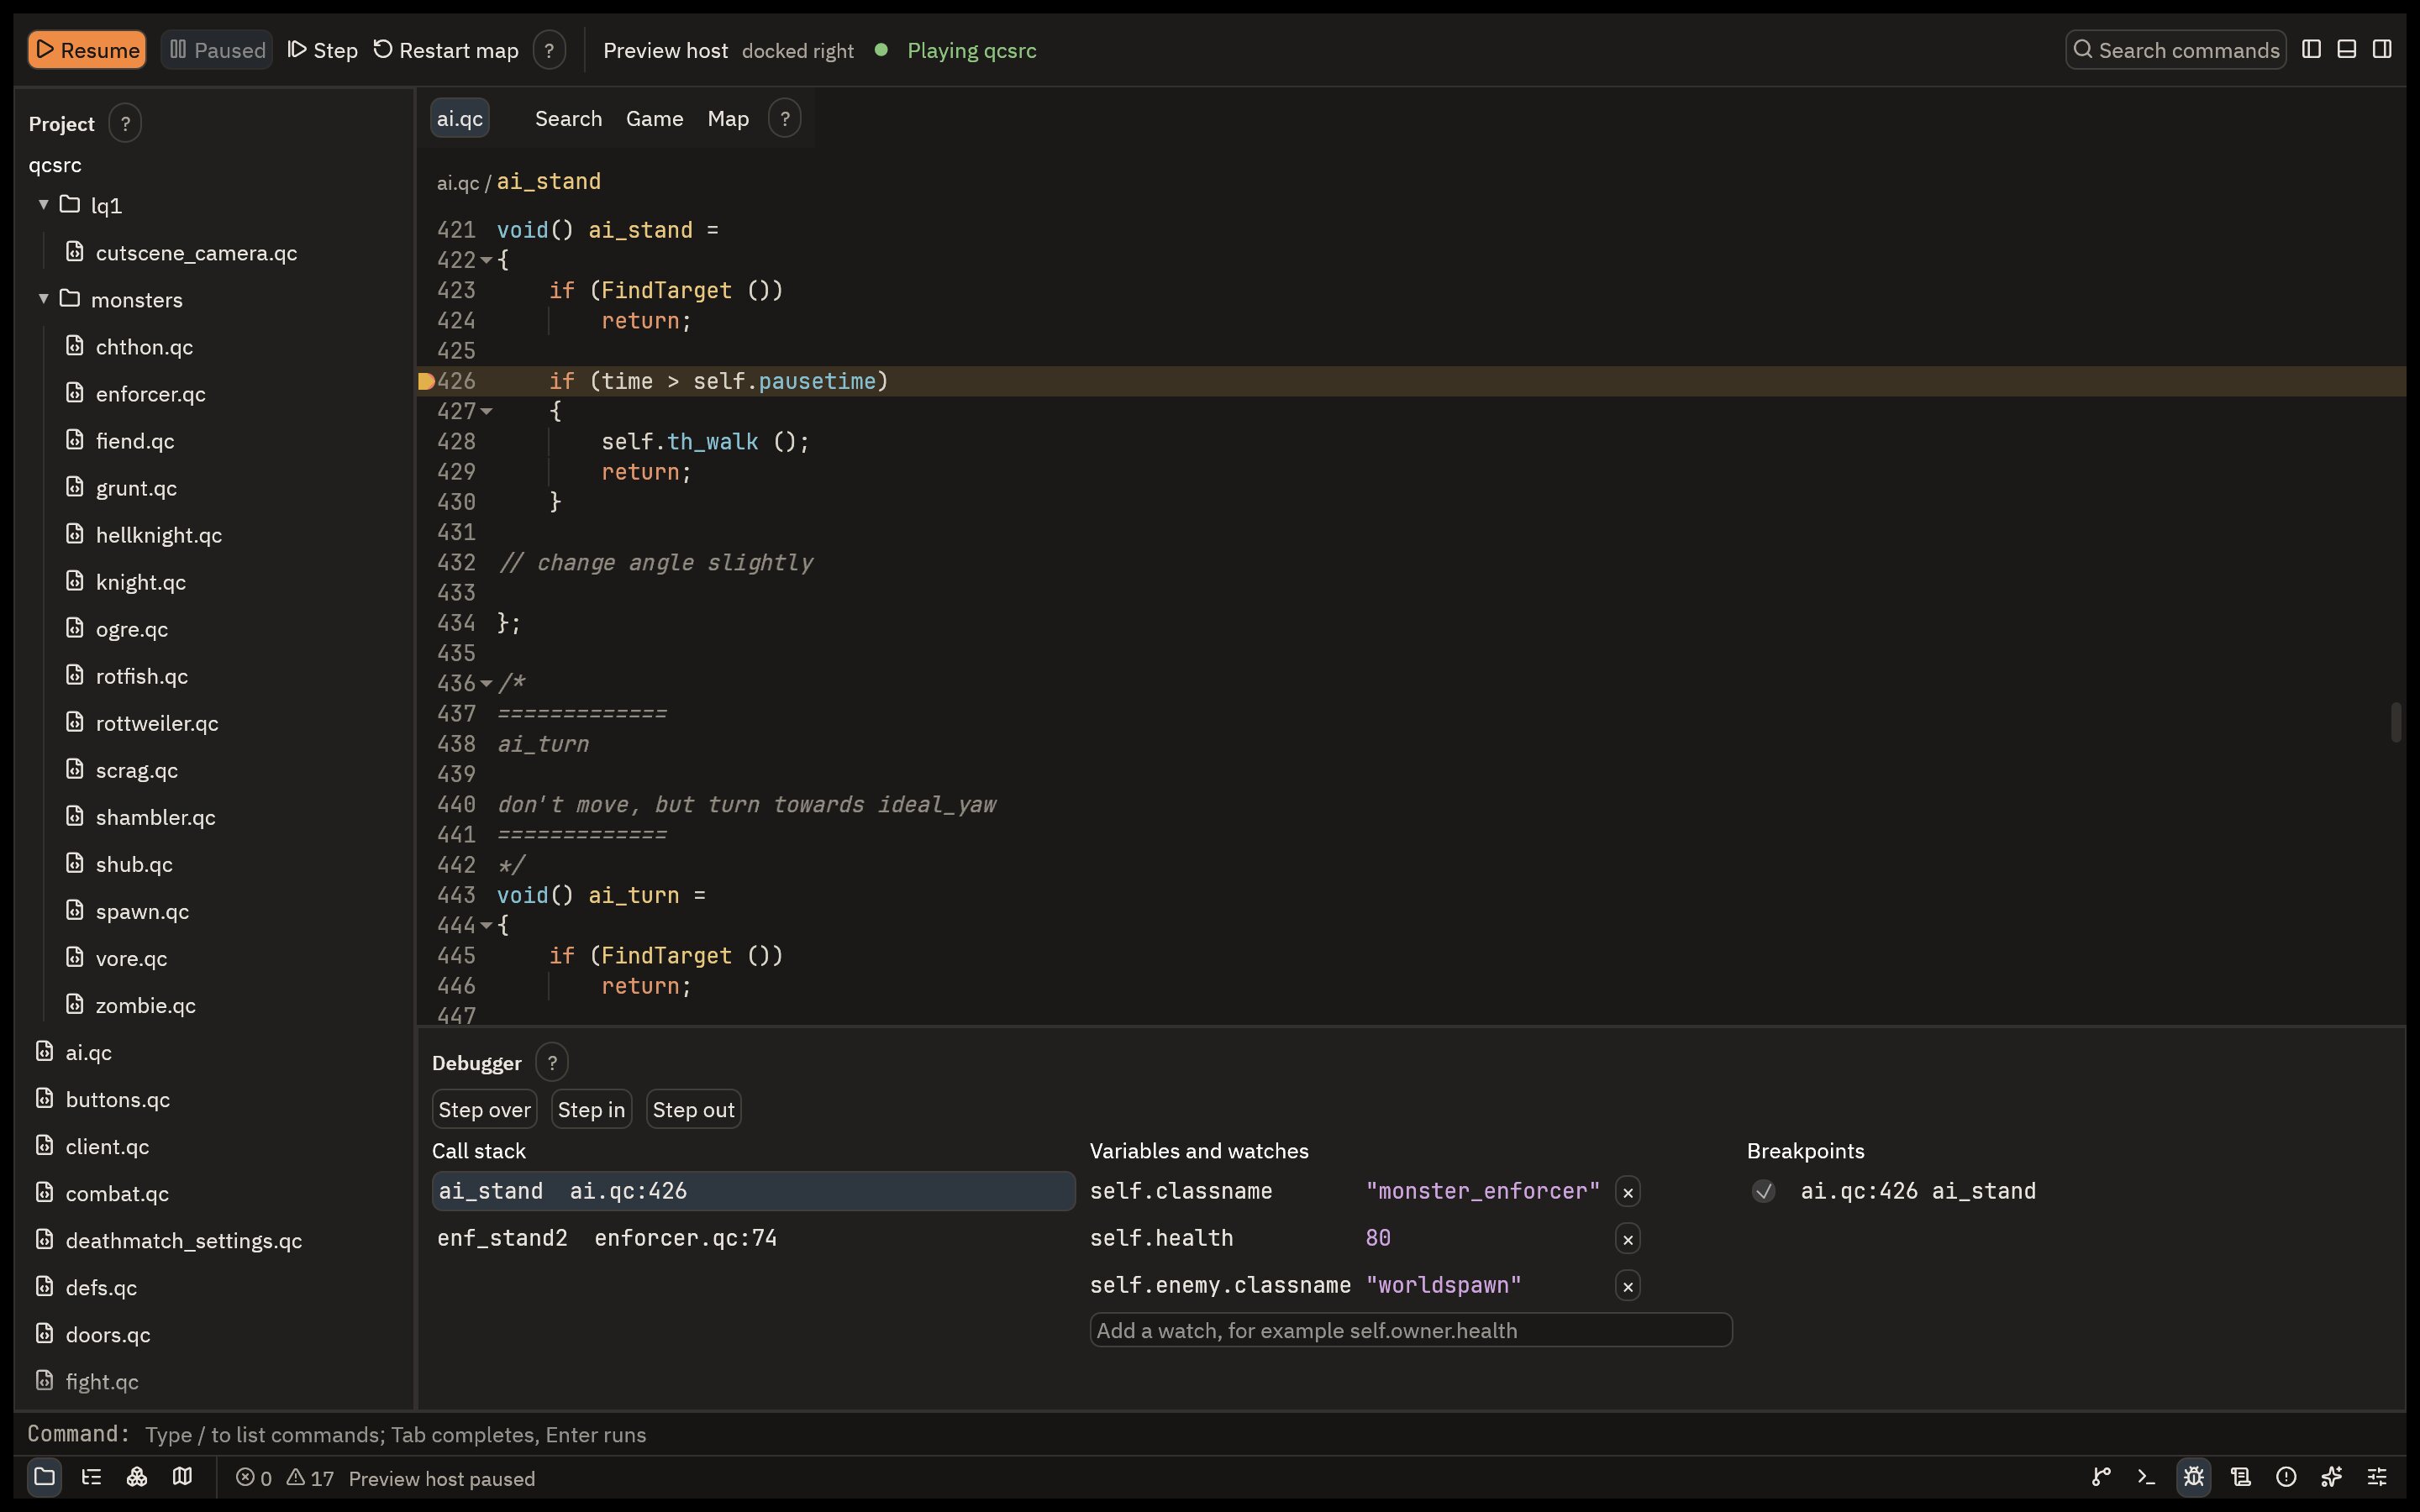 Resume Paused Step Restart map ? Preview host docked right Playing qcsrc Search commands
Project ?
qcsrc
lq1
cutscene_camera.qc
monsters
chthon.qc
enforcer.qc
fiend.qc
grunt.qc
hellknight.qc
knight.qc
ogre.qc
rotfish.qc
rottweiler.qc
scrag.qc
shambler.qc
shub.qc
spawn.qc
vore.qc
zombie.qc
ai.qc
buttons.qc
client.qc
combat.qc
deathmatch_settings.qc
defs.qc
doors.qc
fight.qc
ai.qc Search Game Map ?
ai.qc / ai_stand
421 void() ai_stand =
422 {
423     if (FindTarget ())
424         return;
425
426     if (time > self.pausetime)
427     {
428         self.th_walk ();
429         return;
430     }
431
432 // change angle slightly
433
434 };
435
436 /*
437 =============
438 ai_turn
439
440 don't move, but turn towards ideal_yaw
441 =============
442 */
443 void() ai_turn =
444 {
445     if (FindTarget ())
446         return;
447
Debugger ?
Step over Step in Step out
Call stack
ai_stand ai.qc:426
enf_stand2 enforcer.qc:74
Variables and watches
self.classname "monster_enforcer" ×
self.health 80 ×
self.enemy.classname "worldspawn" ×
Add a watch, for example self.owner.health
Breakpoints
ai.qc:426 ai_stand
Command: Type / to list commands; Tab completes, Enter runs
0 17 Preview host paused